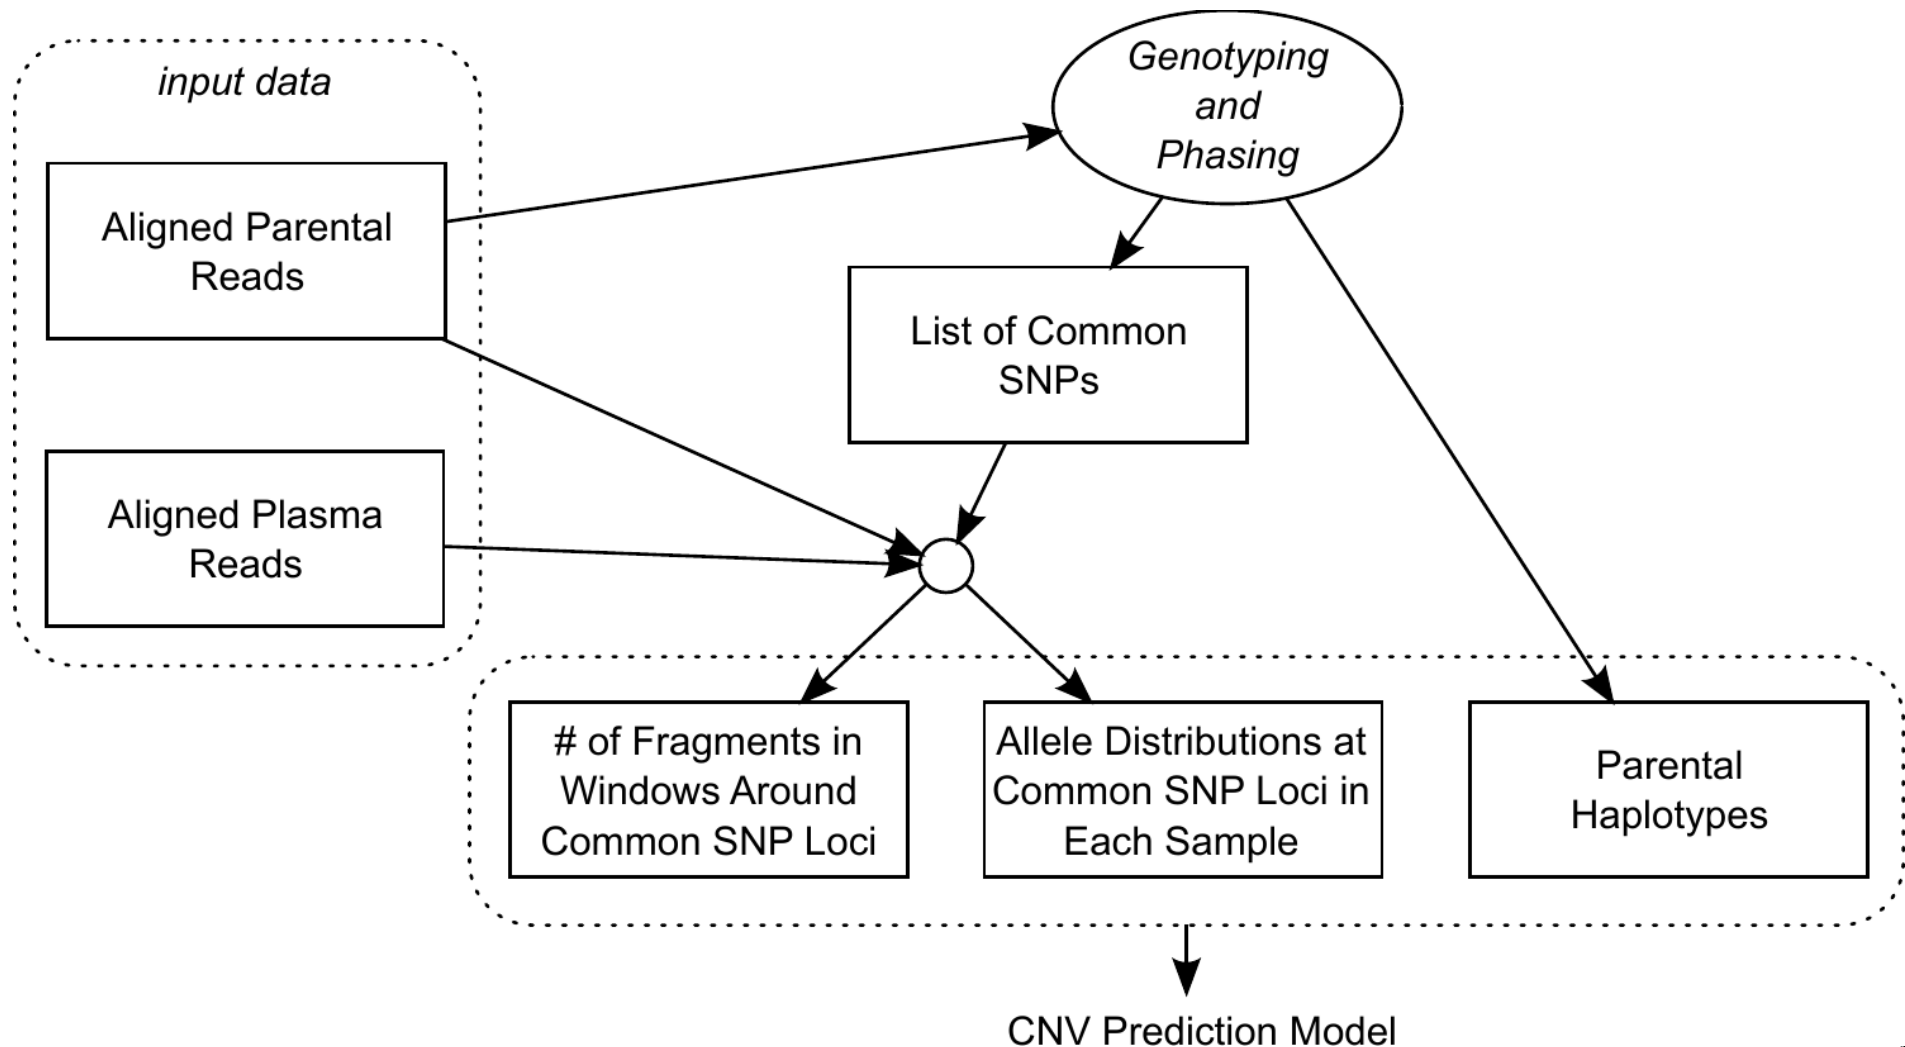 input data
Genotyping
and
Phasing
Aligned Parental
Reads
List of Common
SNPs
Aligned Plasma
Reads
# of Fragments in
Windows Around
Common SNP Loci
Allele Distributions at
Common SNP Loci in
Each Sample
Parental
Haplotypes
CNV Prediction Model